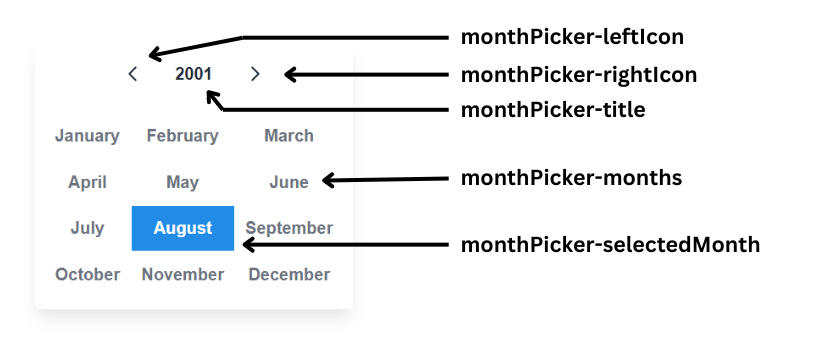 monthPicker-leftIcon
2001
monthPicker-rightIcon
monthPicker-title
January February March
April May June
monthPicker-months
July August September
monthPicker-selectedMonth
October November December